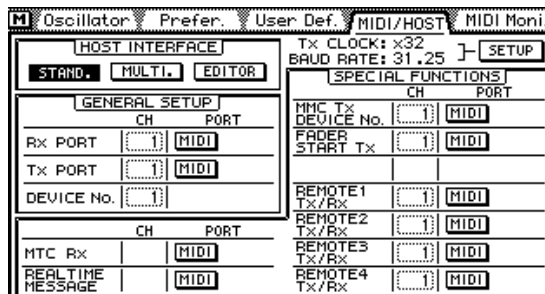 M Oscillator Prefer. User Def. MIDI/HOST MIDI Moni.
HOST INTERFACE
STAND. MULTI. EDITOR
TX CLOCK: x32
BAUD RATE: 31.25 SETUP
GENERAL SETUP
CH PORT
RX PORT 1 MIDI
TX PORT 1 MIDI
DEVICE No. 1
CH PORT
MTC RX MIDI
REALTIME
MESSAGE MIDI
SPECIAL FUNCTIONS
CH PORT
MMC TX
DEVICE No. 1 MIDI
FADER
START TX 1 MIDI
REMOTE1
TX/RX 1 MIDI
REMOTE2
TX/RX 1 MIDI
REMOTE3
TX/RX 1 MIDI
REMOTE4
TX/RX 1 MIDI